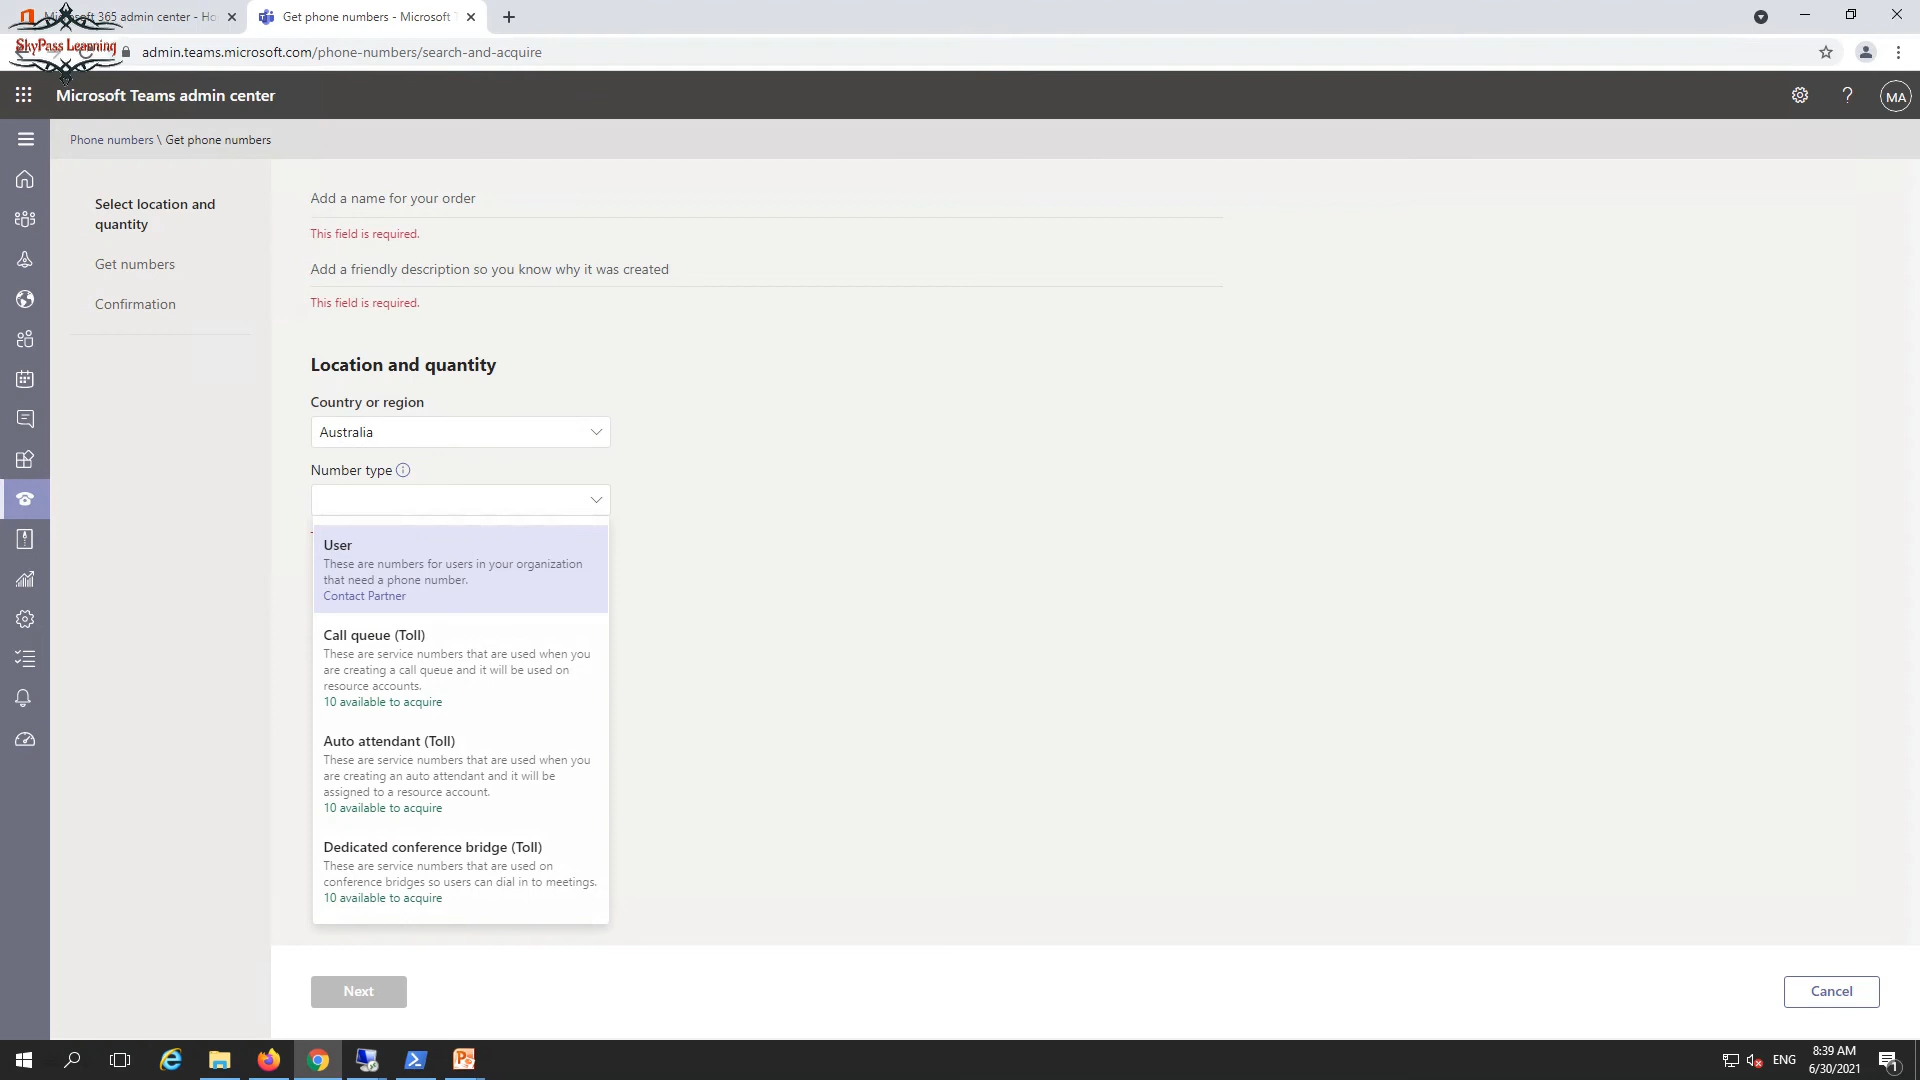 Microsoft 365 admin center - Ho
Get phone numbers - Microsoft T
SkyPass Learning
admin.teams.microsoft.com/phone-numbers/search-and-acquire
Microsoft Teams admin center
MA
Phone numbers \ Get phone numbers
Select location and
quantity
Get numbers
Confirmation
Add a name for your order
This field is required.
Add a friendly description so you know why it was created
This field is required.
Location and quantity
Country or region
Australia
Number type
User
These are numbers for users in your organization
that need a phone number.
Contact Partner
Call queue (Toll)
These are service numbers that are used when you
are creating a call queue and it will be used on
resource accounts.
10 available to acquire
Auto attendant (Toll)
These are service numbers that are used when you
are creating an auto attendant and it will be
assigned to a resource account.
10 available to acquire
Dedicated conference bridge (Toll)
These are service numbers that are used on
conference bridges so users can dial in to meetings.
10 available to acquire
Next
Cancel
ENG
8:39 AM
6/30/2021
1